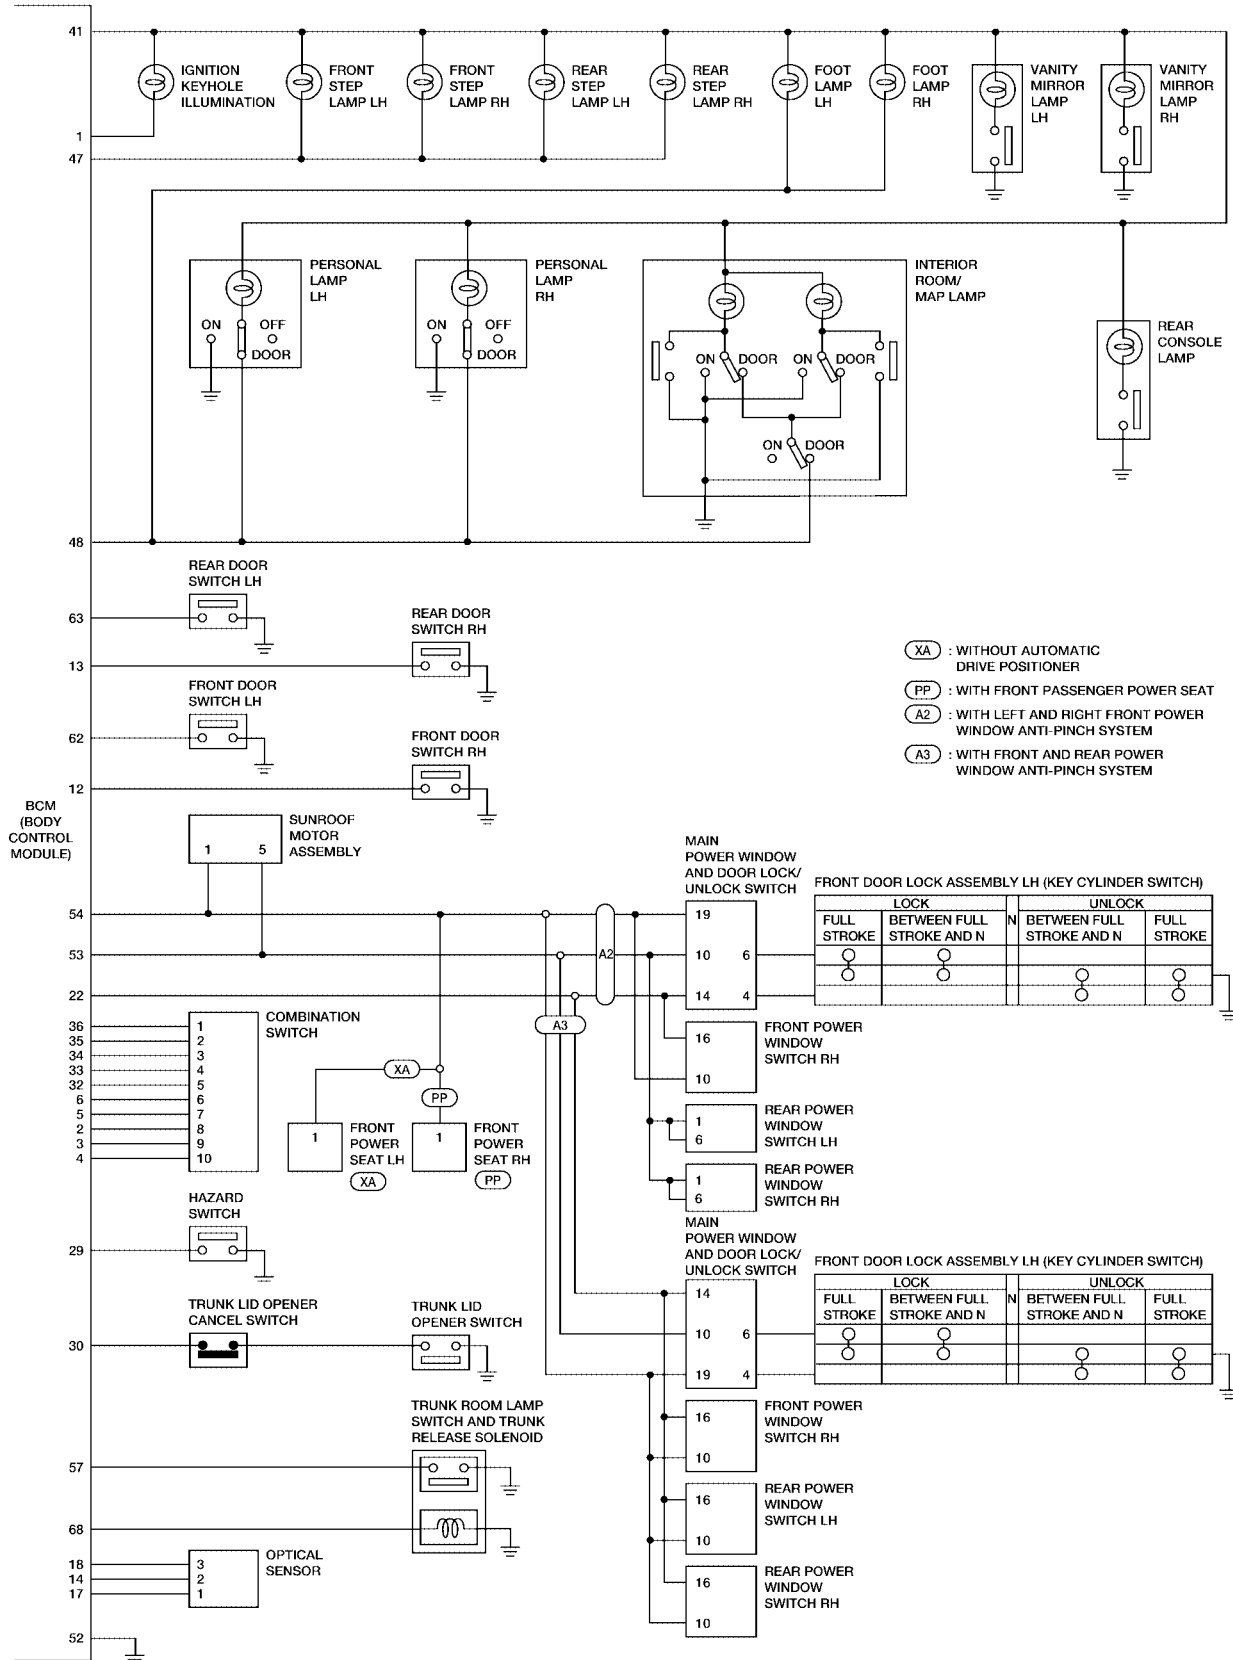 41
IGNITION
KEYHOLE
ILLUMINATION
FRONT
STEP
LAMP LH
FRONT
STEP
LAMP RH
REAR
STEP
LAMP LH
REAR
STEP
LAMP RH
FOOT
LAMP
LH
FOOT
LAMP
RH
VANITY
MIRROR
LAMP
LH
VANITY
MIRROR
LAMP
RH
1
47
PERSONAL
LAMP
LH
ON
OFF
DOOR
PERSONAL
LAMP
RH
ON
OFF
DOOR
INTERIOR
ROOM/
MAP LAMP
ON DOOR
ON DOOR
ON DOOR
REAR
CONSOLE
LAMP
48
REAR DOOR
SWITCH LH
63
REAR DOOR
SWITCH RH
13
FRONT DOOR
SWITCH LH
62
FRONT DOOR
SWITCH RH
12
XA : WITHOUT AUTOMATIC
DRIVE POSITIONER
PP : WITH FRONT PASSENGER POWER SEAT
A2 : WITH LEFT AND RIGHT FRONT POWER
WINDOW ANTI-PINCH SYSTEM
A3 : WITH FRONT AND REAR POWER
WINDOW ANTI-PINCH SYSTEM
BCM
(BODY
CONTROL
MODULE)
SUNROOF
MOTOR
ASSEMBLY
1 5
54
53
22
A2
A3
MAIN
POWER WINDOW
AND DOOR LOCK/
UNLOCK SWITCH
19
10 6
14 4
FRONT DOOR LOCK ASSEMBLY LH (KEY CYLINDER SWITCH)
LOCK UNLOCK
FULL
STROKE
BETWEEN FULL
STROKE AND N
N
BETWEEN FULL
STROKE AND N
FULL
STROKE
FRONT POWER
WINDOW
SWITCH RH
16
10
REAR POWER
WINDOW
SWITCH LH
1
6
REAR POWER
WINDOW
SWITCH RH
1
6
COMBINATION
SWITCH
36 1
35 2
34 3
33 4
32 5
6 6
5 7
2 8
3 9
4 10
XA
PP
1
FRONT
POWER
SEAT LH
XA
1
FRONT
POWER
SEAT RH
PP
HAZARD
SWITCH
29
TRUNK LID OPENER
CANCEL SWITCH
TRUNK LID
OPENER SWITCH
30
MAIN
POWER WINDOW
AND DOOR LOCK/
UNLOCK SWITCH
14
10 6
19 4
FRONT DOOR LOCK ASSEMBLY LH (KEY CYLINDER SWITCH)
LOCK UNLOCK
FULL
STROKE
BETWEEN FULL
STROKE AND N
N
BETWEEN FULL
STROKE AND N
FULL
STROKE
FRONT POWER
WINDOW
SWITCH RH
16
10
REAR POWER
WINDOW
SWITCH LH
16
10
REAR POWER
WINDOW
SWITCH RH
16
10
TRUNK ROOM LAMP
SWITCH AND TRUNK
RELEASE SOLENOID
57
68
OPTICAL
SENSOR
18 3
14 2
17 1
52